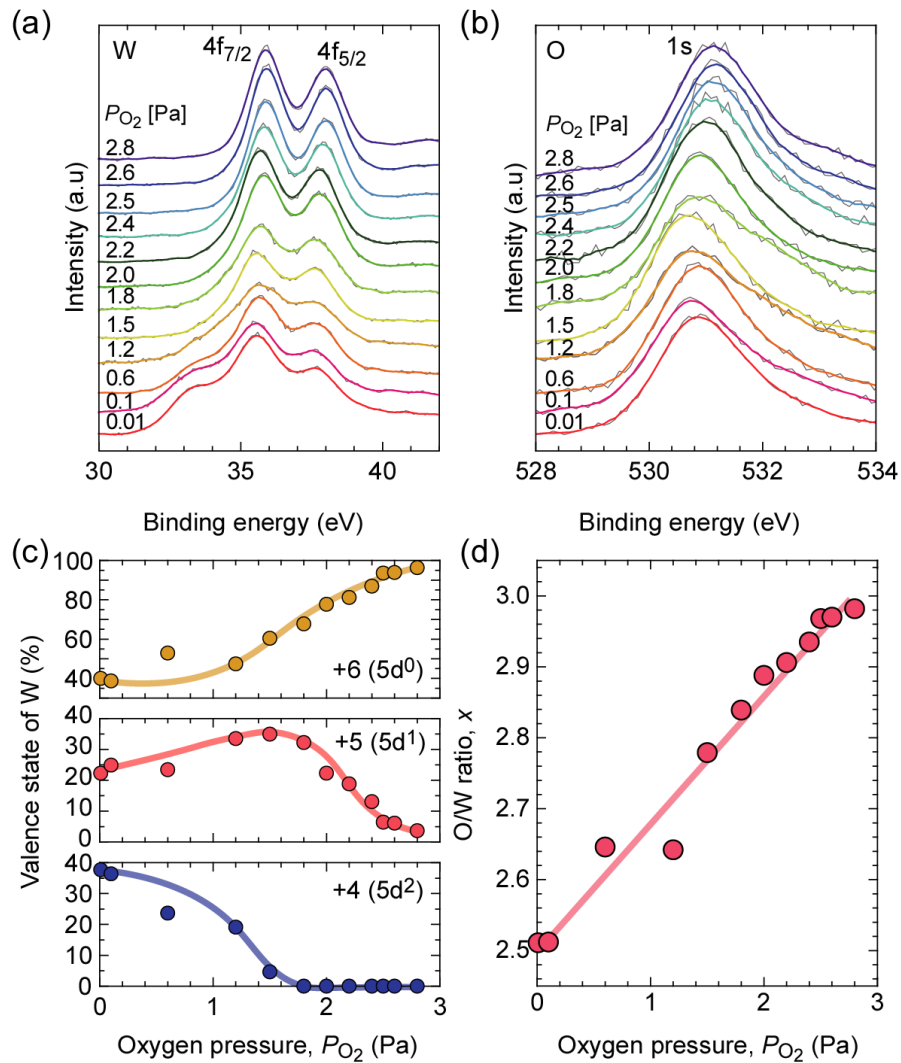 (a)
W
4f7/2
4f5/2
PO2 [Pa]
2.8
2.6
2.5
2.4
2.2
2.0
1.8
1.5
1.2
0.6
0.1
0.01
Intensity (a.u)
30
35
40
Binding energy (eV)
(b)
O
1s
PO2 [Pa]
2.8
2.6
2.5
2.4
2.2
2.0
1.8
1.5
1.2
0.6
0.1
0.01
Intensity (a.u)
528
530
532
534
Binding energy (eV)
(c)
100
80
60
40
+6 (5d0)
40
30
20
10
0
+5 (5d1)
40
30
20
10
0
+4 (5d2)
Valence state of W (%)
0
1
2
3
Oxygen pressure, PO2 (Pa)
(d)
3.0
2.9
2.8
2.7
2.6
2.5
O/W ratio, x
0
1
2
3
Oxygen pressure, PO2 (Pa)